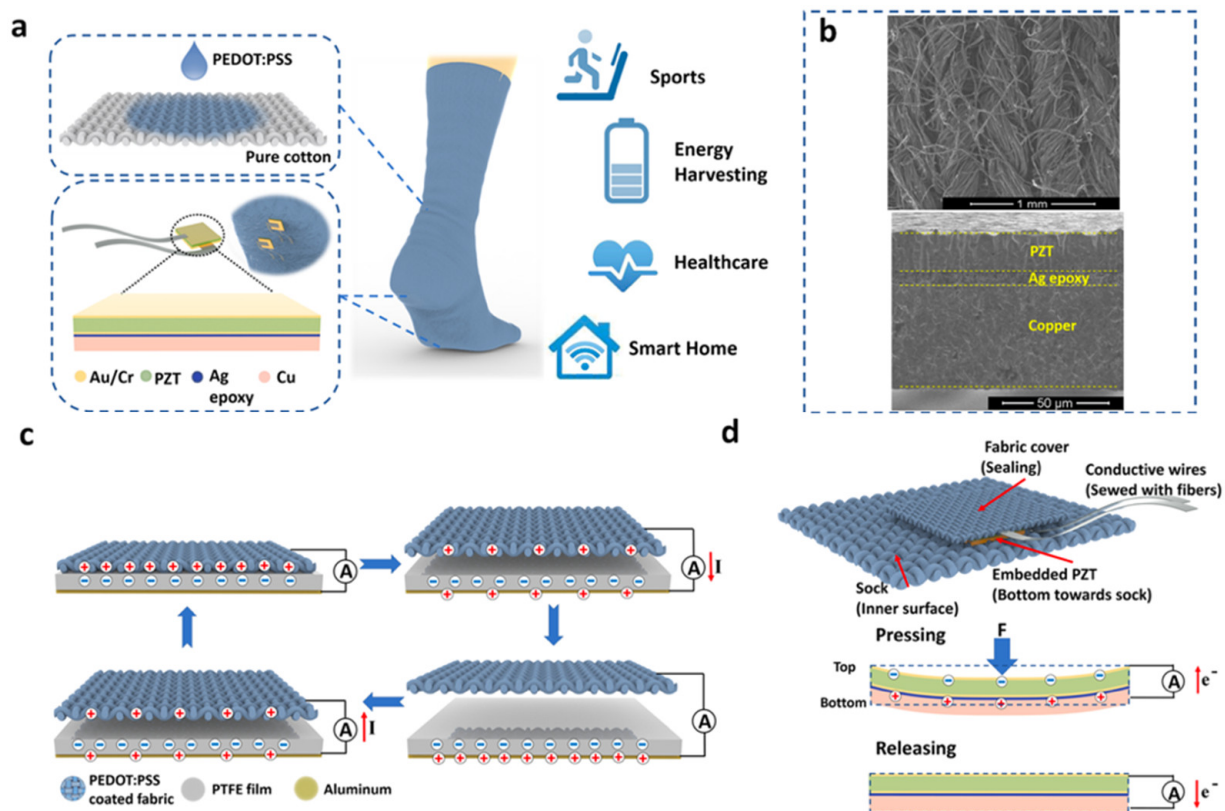 a
PEDOT:PSS
Pure cotton
Au/Cr
PZT
Ag
epoxy
Cu
Sports
Energy
Harvesting
Healthcare
Smart Home
b
1 mm
PZT
Ag epoxy
Copper
50 µm
c
A
A
I
A
I
A
PEDOT:PSS
coated fabric
PTFE film
Aluminum
d
Fabric cover
(Sealing)
Conductive wires
(Sewed with fibers)
Sock
(Inner surface)
Embedded PZT
(Bottom towards sock)
Pressing
F
Top
Bottom
A
e⁻
Releasing
A
e⁻